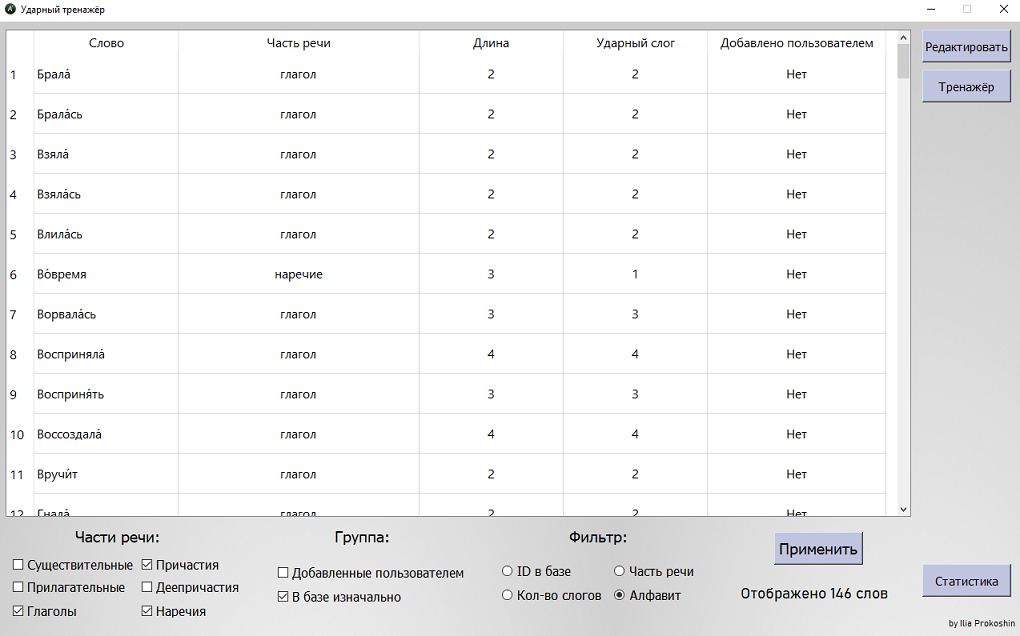 Ударный тренажёр
Слово Часть речи Длина Ударный слог Добавлено пользователем
1 Брала́ глагол 2 2 Нет
2 Брала́сь глагол 2 2 Нет
3 Взяла́ глагол 2 2 Нет
4 Взяла́сь глагол 2 2 Нет
5 Влила́сь глагол 2 2 Нет
6 Во́время наречие 3 1 Нет
7 Ворвала́сь глагол 3 3 Нет
8 Восприняла́ глагол 4 4 Нет
9 Восприня́ть глагол 3 3 Нет
10 Воссоздала́ глагол 4 4 Нет
11 Вручи́т глагол 2 2 Нет
12 Гнала́ глагол 2 2 Нет
Редактировать
Тренажёр
Части речи: Группа: Фильтр:
Существительные Причастия
Прилагательные Деепричастия
Глаголы Наречия
Добавленные пользователем
В базе изначально
ID в базе Часть речи
Кол-во слогов Алфавит
Применить
Отображено 146 слов
Статистика
by Ilia Prokoshin